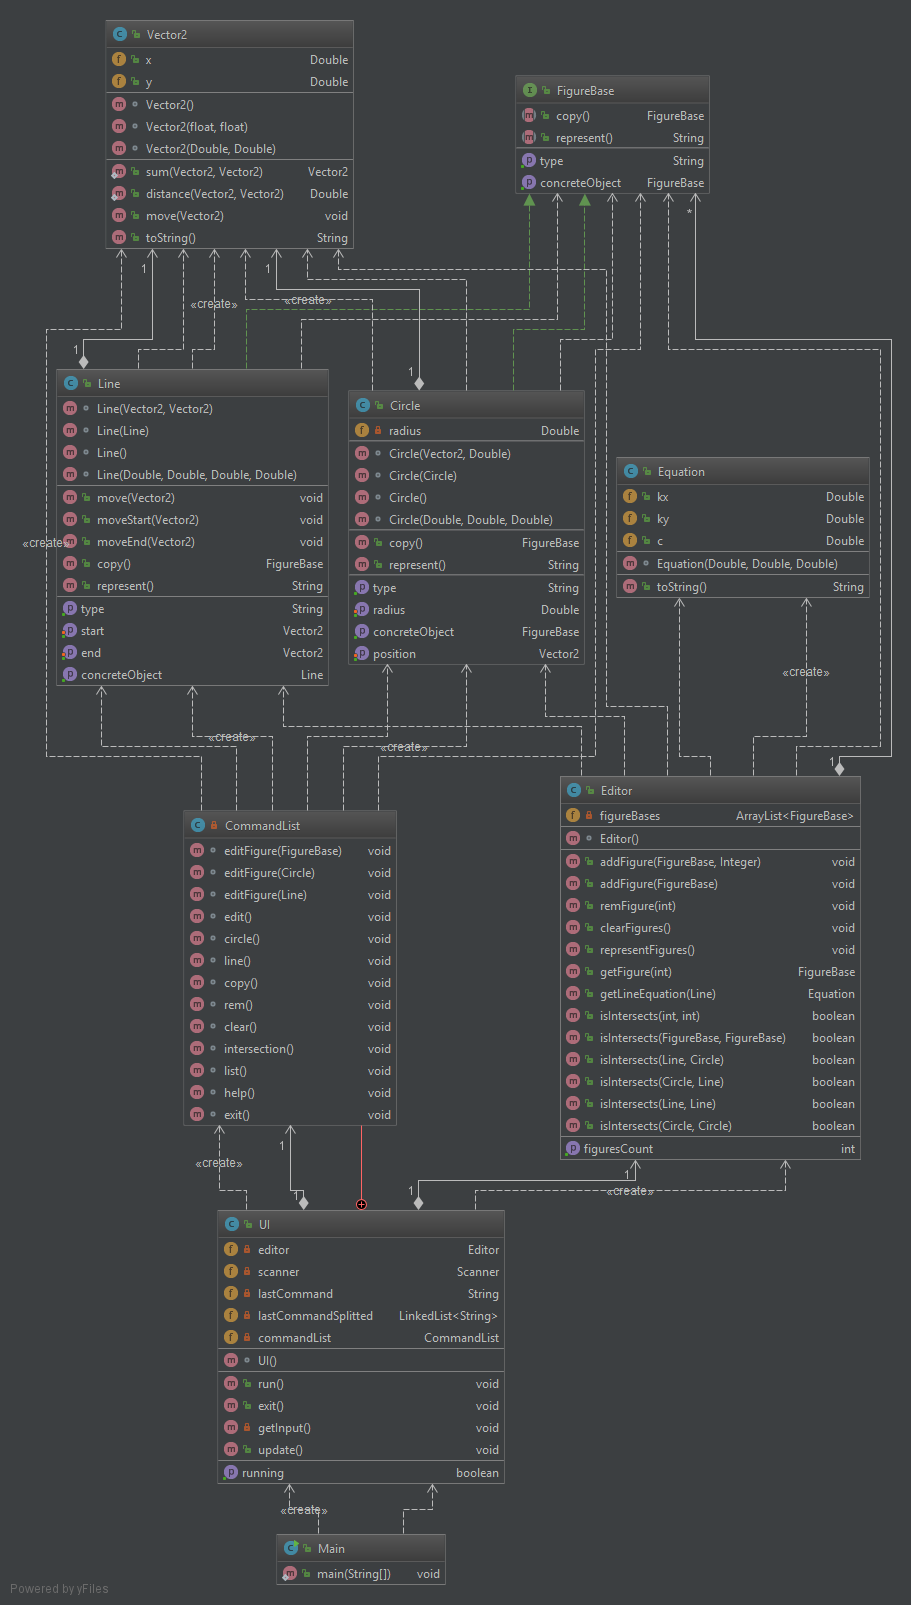 Vector2
x Double
y Double
Vector2()
Vector2(float, float)
Vector2(Double, Double)
sum(Vector2, Vector2) Vector2
distance(Vector2, Vector2) Double
move(Vector2) void
toString() String
FigureBase
copy() FigureBase
represent() String
type String
concreteObject FigureBase
*
1
1
«create»
«create»
1
1
Line
Line(Vector2, Vector2)
Line(Line)
Line()
Line(Double, Double, Double, Double)
move(Vector2) void
moveStart(Vector2) void
moveEnd(Vector2) void
copy() FigureBase
represent() String
type String
start Vector2
end Vector2
concreteObject Line
«create»
Circle
radius Double
Circle(Vector2, Double)
Circle(Circle)
Circle()
Circle(Double, Double, Double)
copy() FigureBase
represent() String
type String
radius Double
concreteObject FigureBase
position Vector2
Equation
kx Double
ky Double
c Double
Equation(Double, Double, Double)
toString() String
«create»
«create»
«create»
1
CommandList
editFigure(FigureBase) void
editFigure(Circle) void
editFigure(Line) void
edit() void
circle() void
line() void
copy() void
rem() void
clear() void
intersection() void
list() void
help() void
exit() void
Editor
figureBases ArrayList<FigureBase>
Editor()
addFigure(FigureBase, Integer) void
addFigure(FigureBase) void
remFigure(int) void
clearFigures() void
representFigures() void
getFigure(int) FigureBase
getLineEquation(Line) Equation
isIntersects(int, int) boolean
isIntersects(FigureBase, FigureBase) boolean
isIntersects(Line, Circle) boolean
isIntersects(Circle, Line) boolean
isIntersects(Line, Line) boolean
isIntersects(Circle, Circle) boolean
figuresCount int
1
«create»
1
1
1
«create»
UI
editor Editor
scanner Scanner
lastCommand String
lastCommandSplitted LinkedList<String>
commandList CommandList
UI()
run() void
exit() void
getInput() void
update() void
running boolean
«create»
Main
main(String[]) void
Powered by yFiles